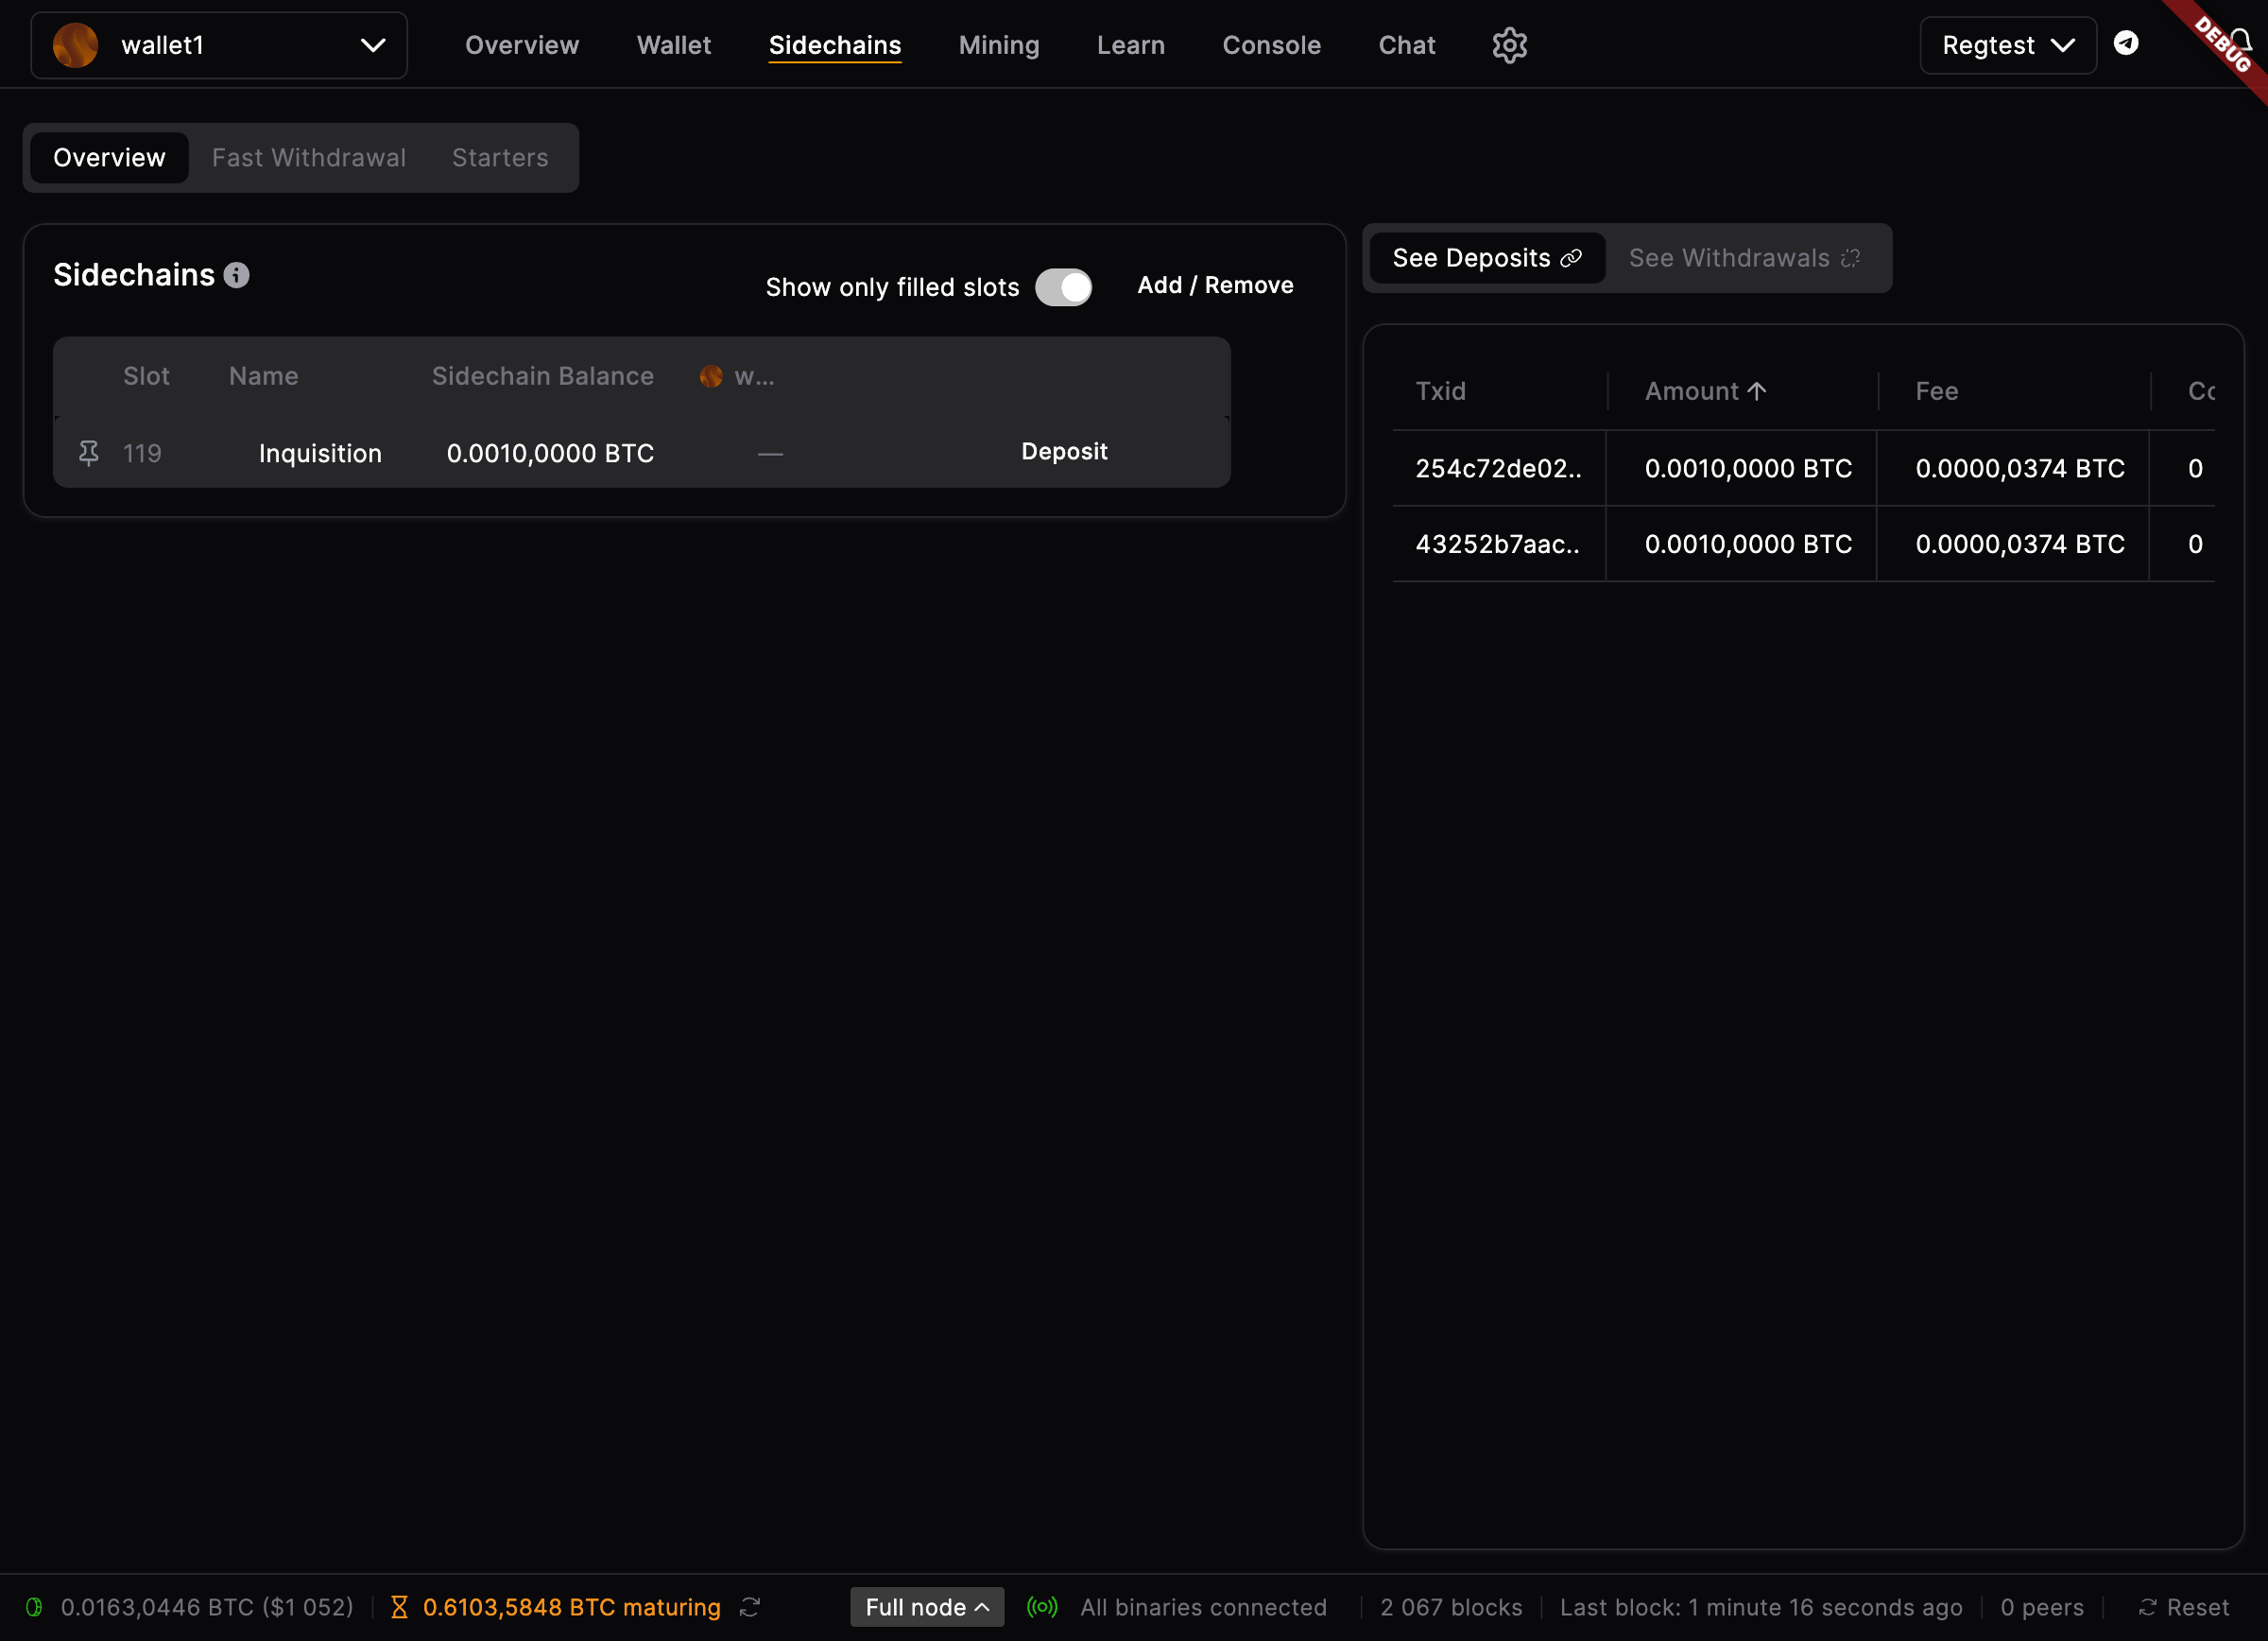 wallet1
Overview Wallet Sidechains Mining Learn Console Chat
Regtest
DEBUG
Overview Fast Withdrawal Starters
Sidechains
Show only filled slots Add / Remove
Slot Name Sidechain Balance w...
119 Inquisition 0.0010,0000 BTC — Deposit
See Deposits See Withdrawals
Txid Amount Fee Co
254c72de02.. 0.0010,0000 BTC 0.0000,0374 BTC 0
43252b7aac.. 0.0010,0000 BTC 0.0000,0374 BTC 0
0.0163,0446 BTC ($1 052) 0.6103,5848 BTC maturing Full node All binaries connected 2 067 blocks Last block: 1 minute 16 seconds ago 0 peers Reset